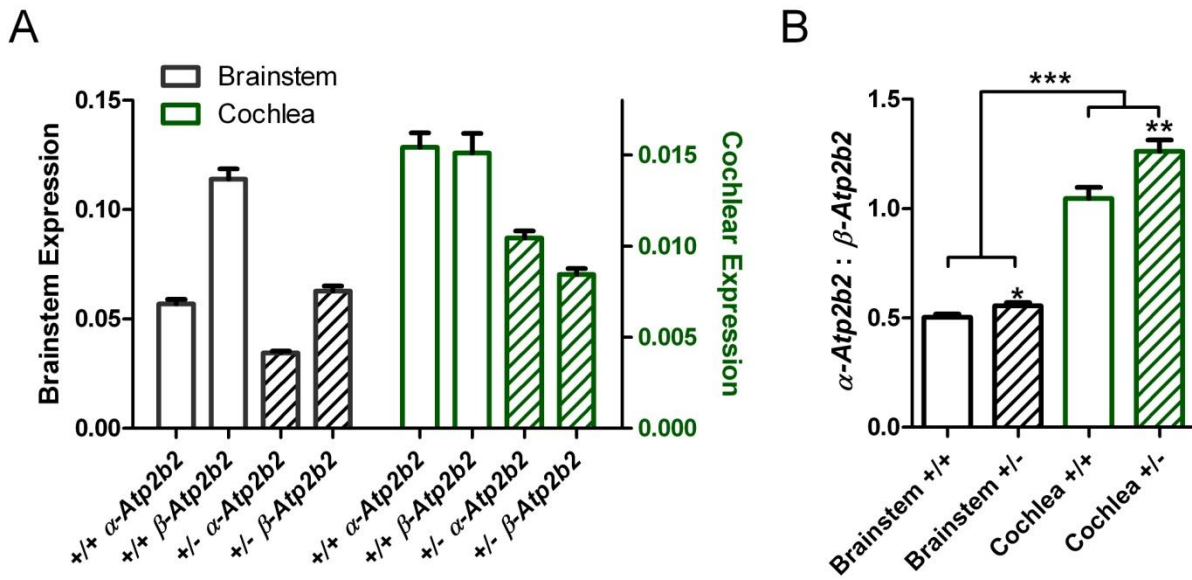 A
Brainstem
Cochlea
Brainstem Expression
0.15
0.10
0.05
0.00
Cochlear Expression
0.015
0.010
0.005
0.000
+/+ α-Atp2b2
+/+ β-Atp2b2
+/- α-Atp2b2
+/- β-Atp2b2
+/+ α-Atp2b2
+/+ β-Atp2b2
+/- α-Atp2b2
+/- β-Atp2b2
B
α-Atp2b2 : β-Atp2b2
1.5
1.0
0.5
0.0
***
**
*
Brainstem +/+
Brainstem +/-
Cochlea +/+
Cochlea +/-